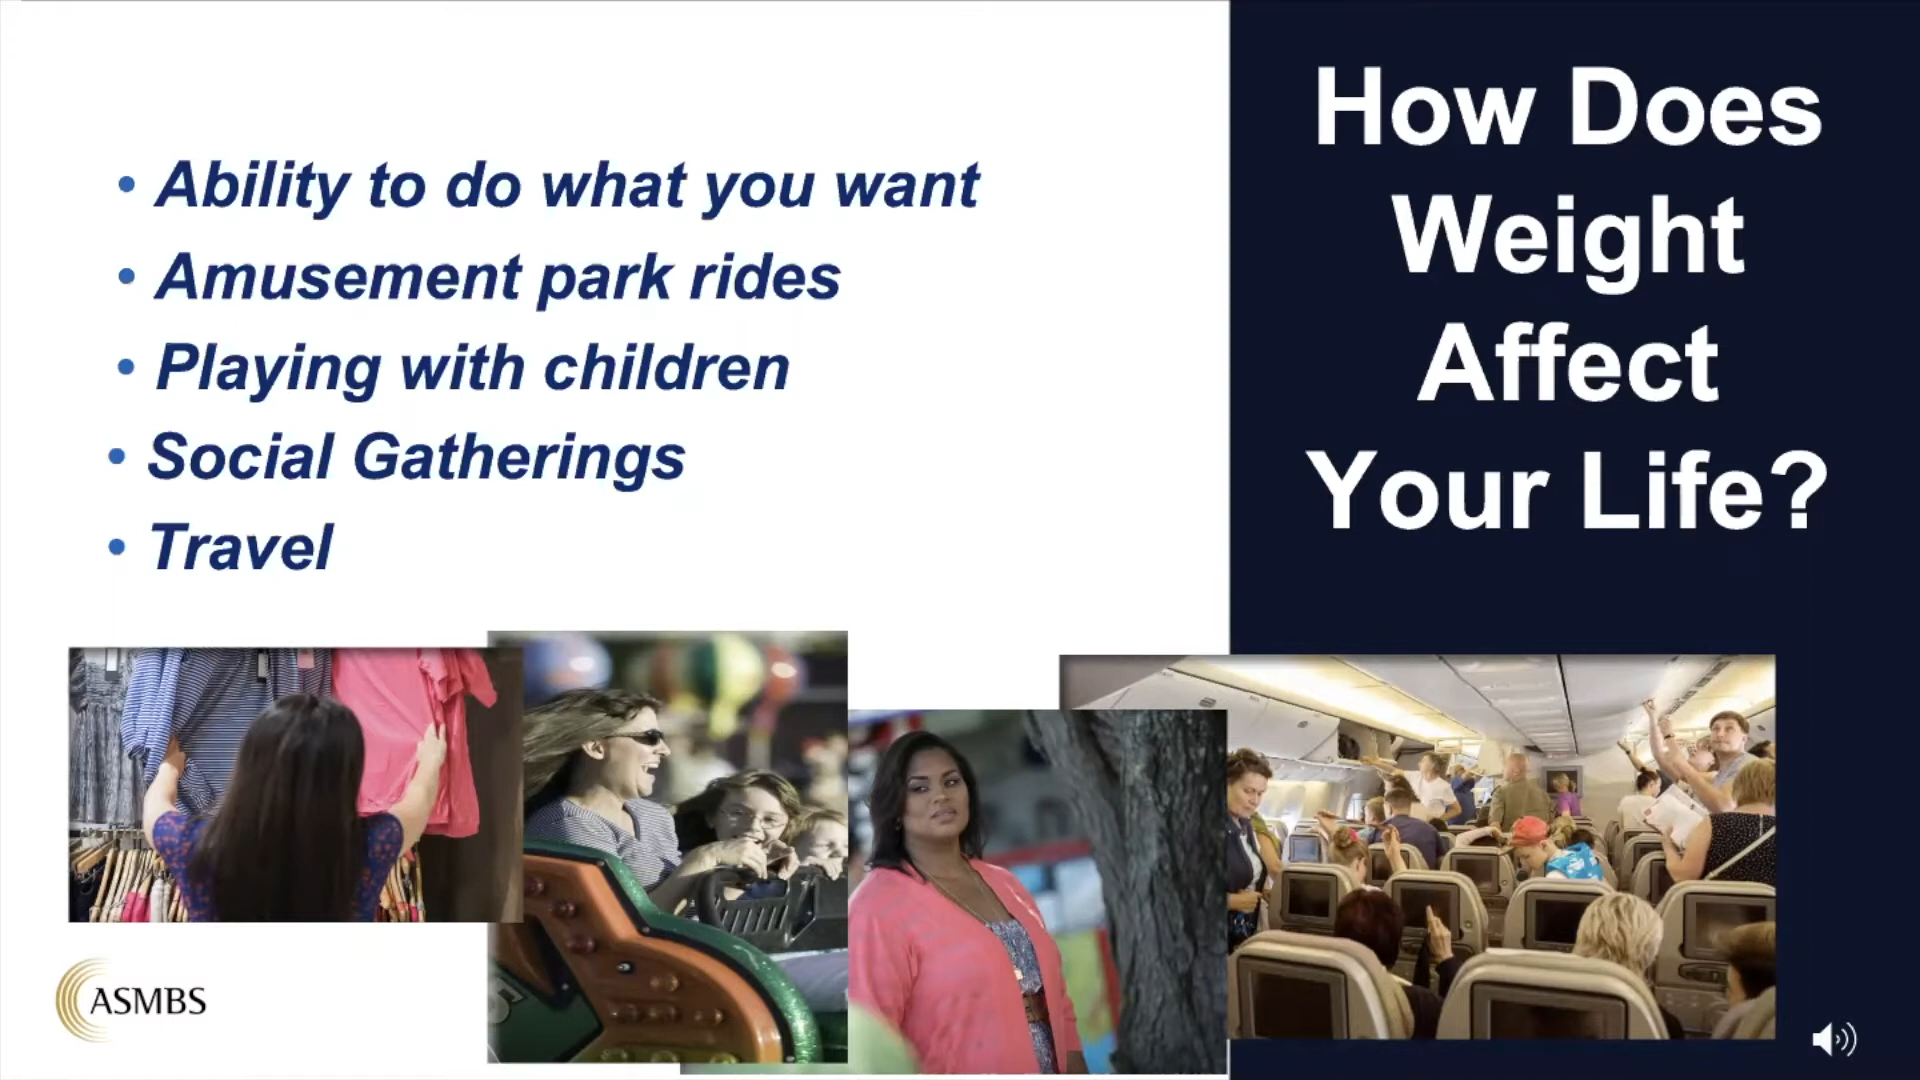 How Does
Weight
Affect
Your Life?
• Ability to do what you want
• Amusement park rides
• Playing with children
• Social Gatherings
• Travel
ASMBS